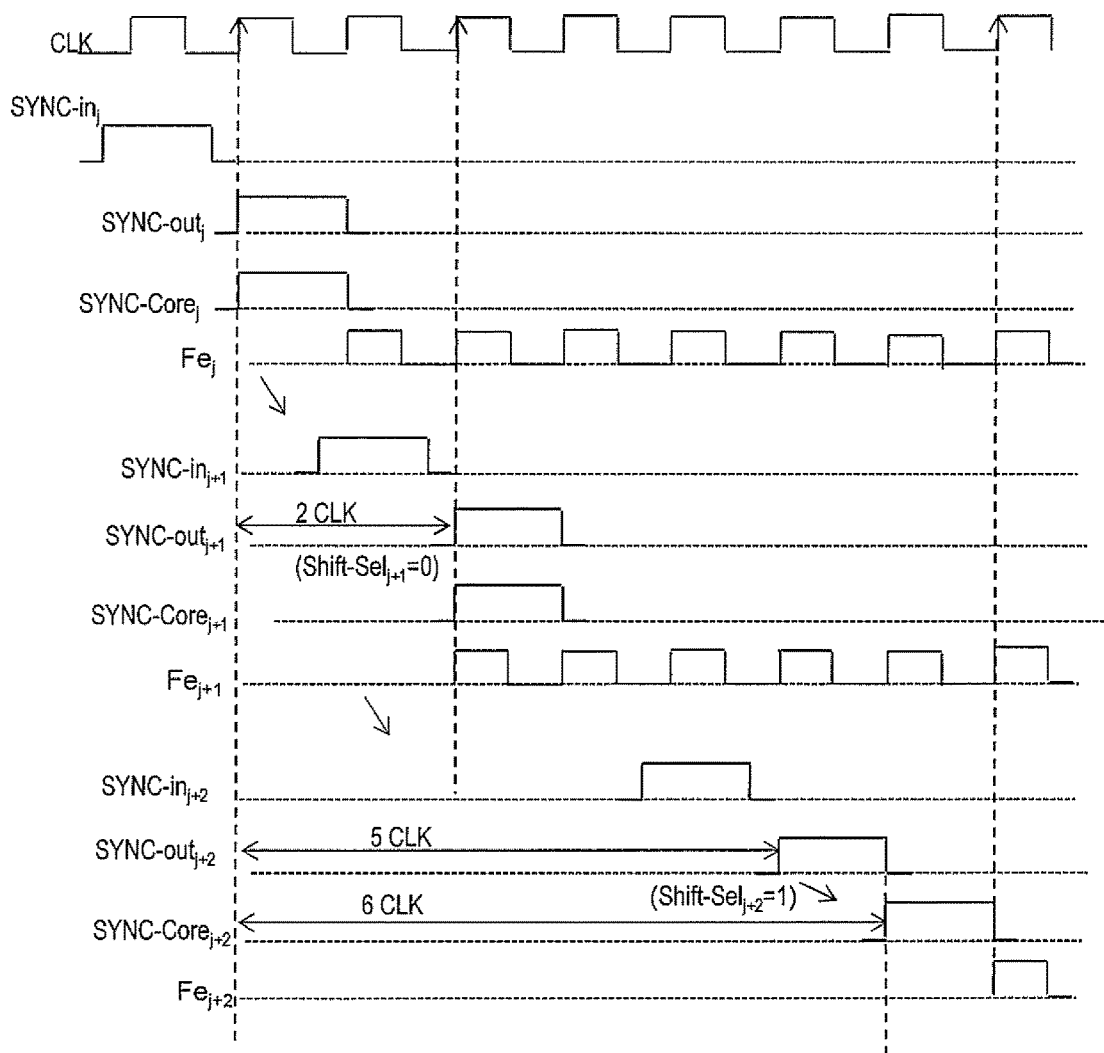 CLK
SYNC-inⱼ
SYNC-outⱼ
SYNC-Coreⱼ
Feⱼ
SYNC-inⱼ₊₁
2 CLK
SYNC-outⱼ₊₁
(Shift-Selⱼ₊₁=0)
SYNC-Coreⱼ₊₁
Feⱼ₊₁
SYNC-inⱼ₊₂
5 CLK
SYNC-outⱼ₊₂
(Shift-Selⱼ₊₂=1)
6 CLK
SYNC-Coreⱼ₊₂
Feⱼ₊₂